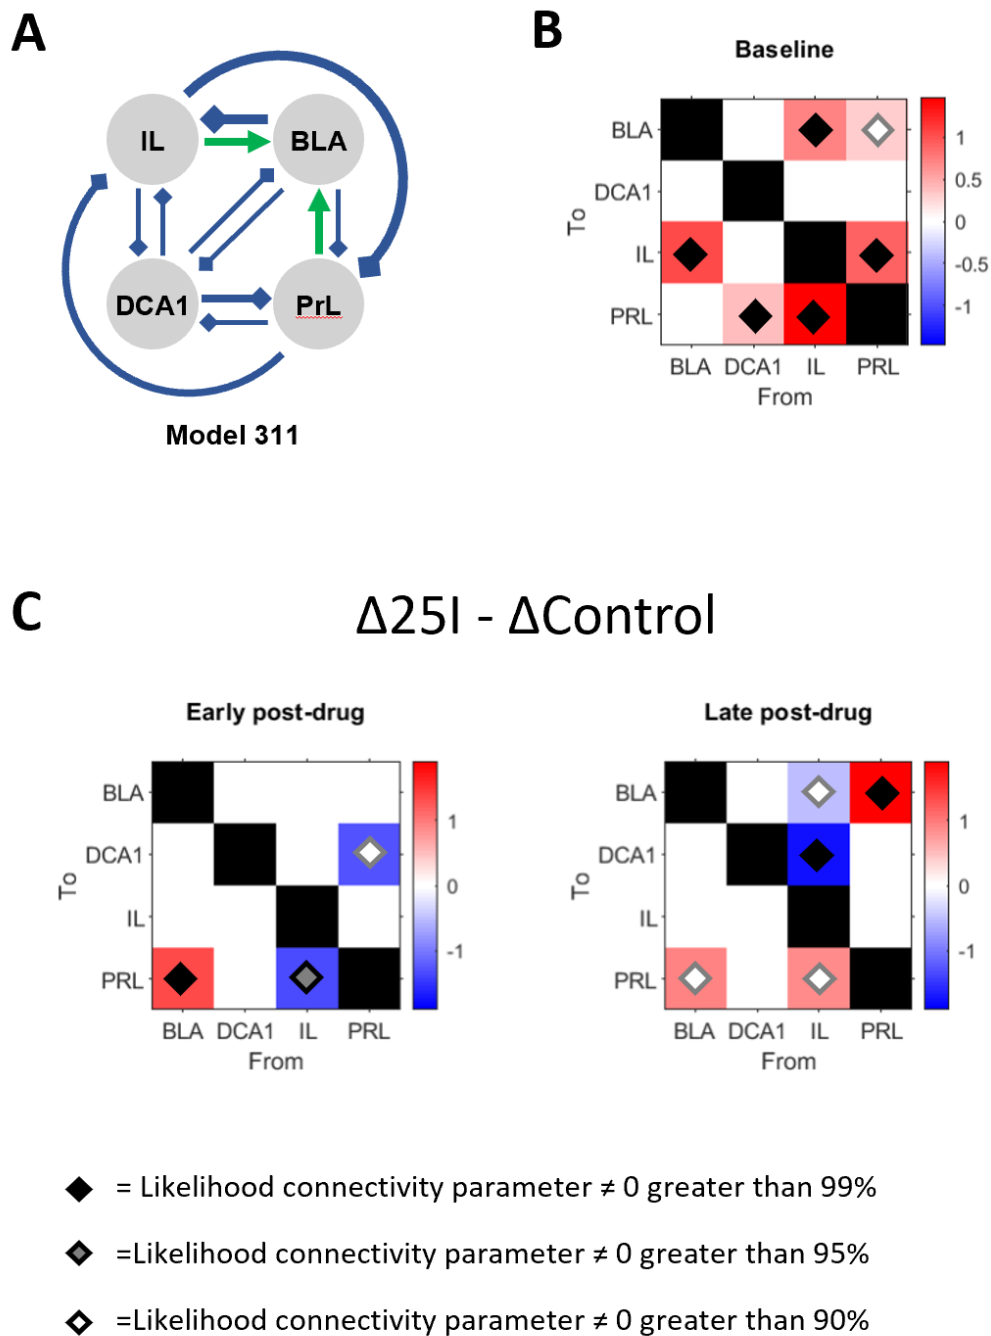 A
IL
BLA
DCA1
PrL
Model 311
B
Baseline
BLA
DCA1
IL
PRL
To
BLA DCA1 IL PRL
From
1
0.5
0
-0.5
-1
C
Δ25I - ΔControl
Early post-drug
BLA
DCA1
IL
PRL
To
BLA DCA1 IL PRL
From
1
0
-1
Late post-drug
BLA
DCA1
IL
PRL
To
BLA DCA1 IL PRL
From
1
0
-1
= Likelihood connectivity parameter ≠ 0 greater than 99%
=Likelihood connectivity parameter ≠ 0 greater than 95%
=Likelihood connectivity parameter ≠ 0 greater than 90%